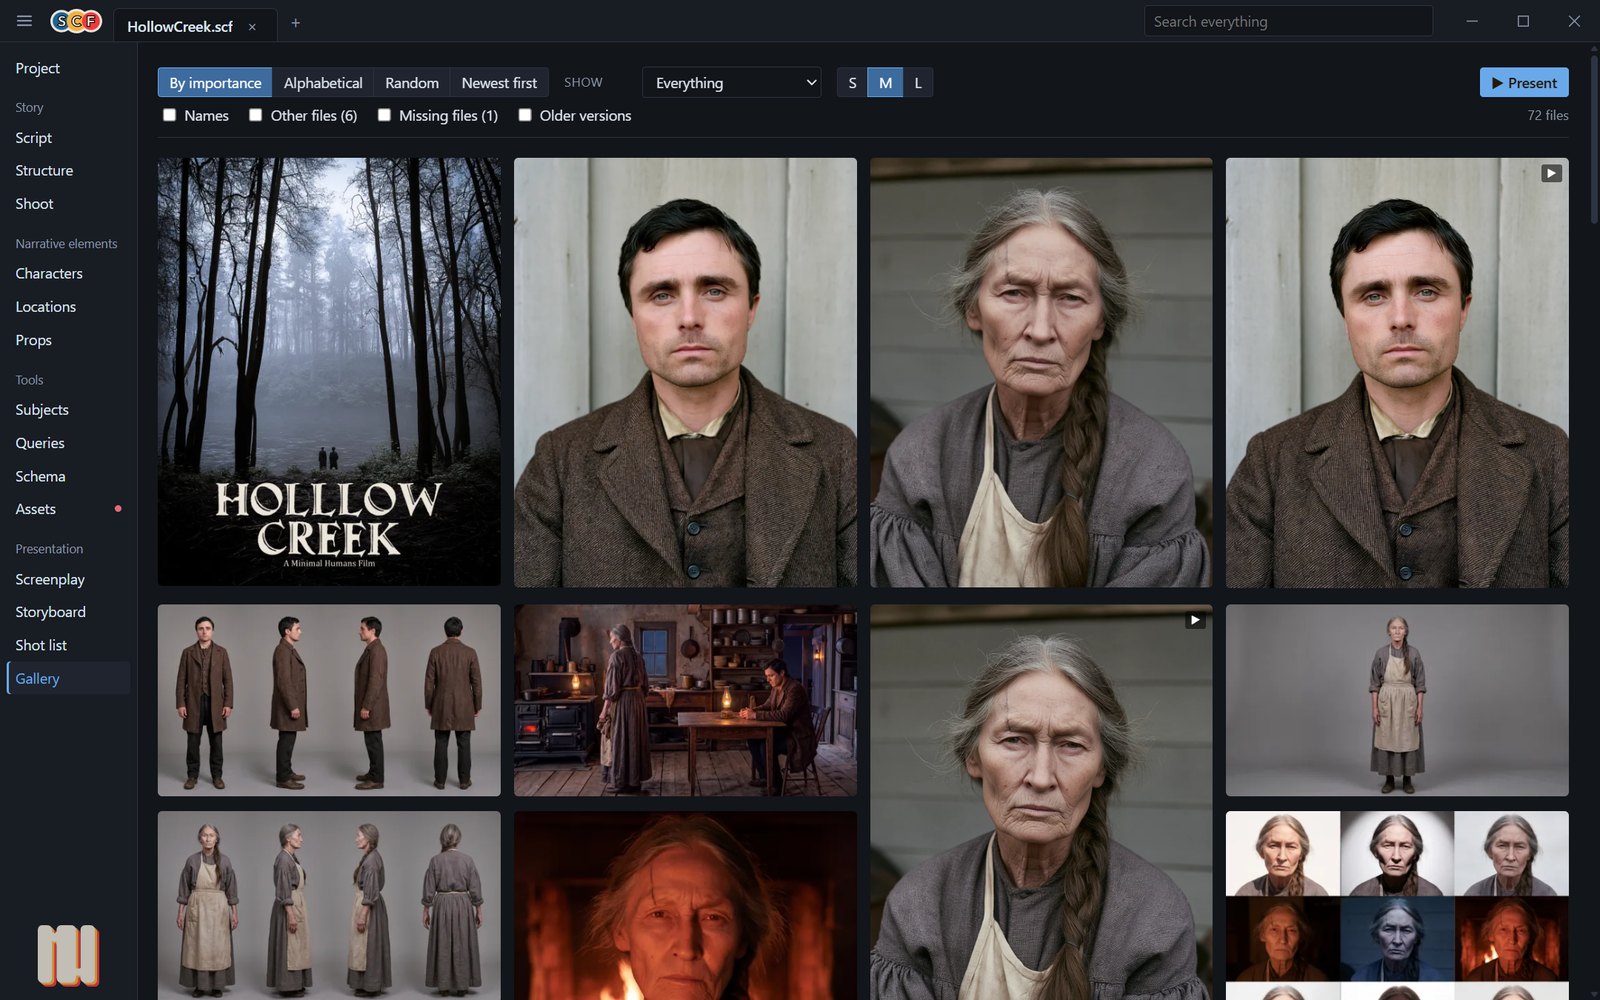 SCF
HollowCreek.scf
Search everything
Project
Story
Script
Structure
Shoot
Narrative elements
Characters
Locations
Props
Tools
Subjects
Queries
Schema
Assets
Presentation
Screenplay
Storyboard
Shot list
Gallery
By importance
Alphabetical
Random
Newest first
SHOW
Everything
S
M
L
Present
Names
Other files (6)
Missing files (1)
Older versions
72 files
HOLLLOW
CREEK
A Minimal Humans Film